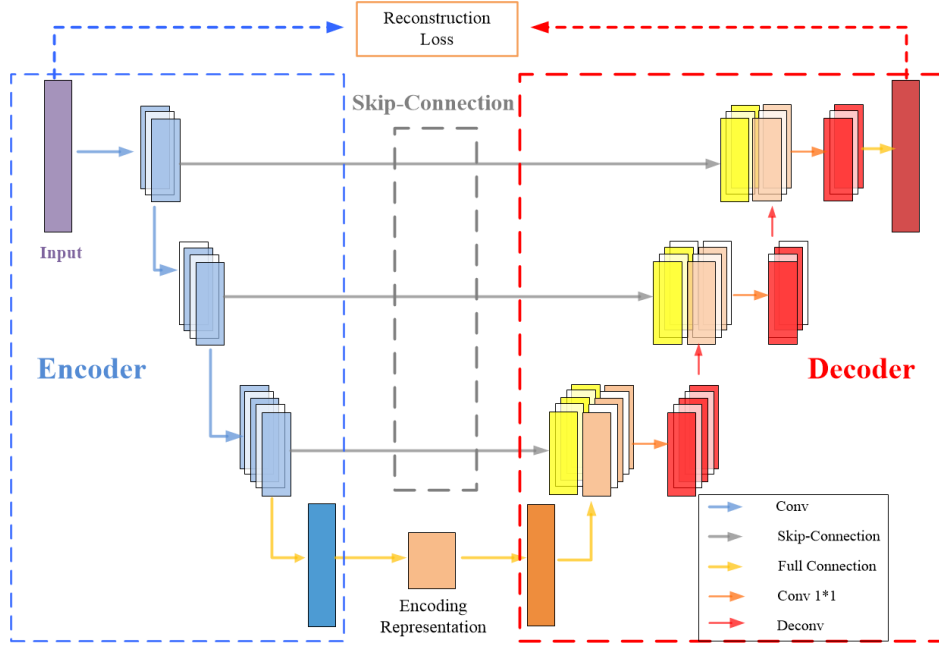 Reconstruction
Loss
Skip-Connection
Input
Encoder
Decoder
Encoding
Representation
Conv
Skip-Connection
Full Connection
Conv 1*1
Deconv